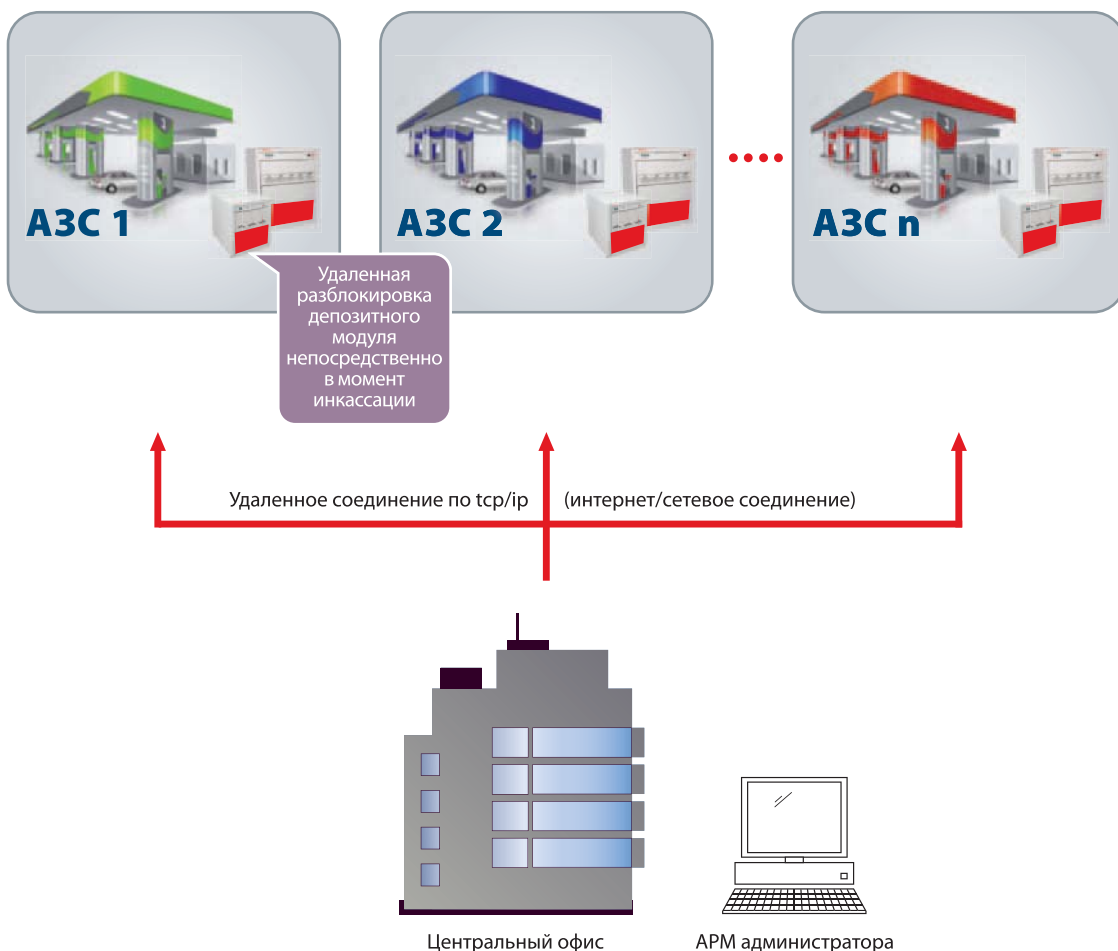 АЗС 1
АЗС 2
АЗС n
Удаленная
разблокировка
депозитного
модуля
непосредственно
в момент
инкассации
Удаленное соединение по tcp/ip (интернет/сетевое соединение)
Центральный офис
АРМ администратора